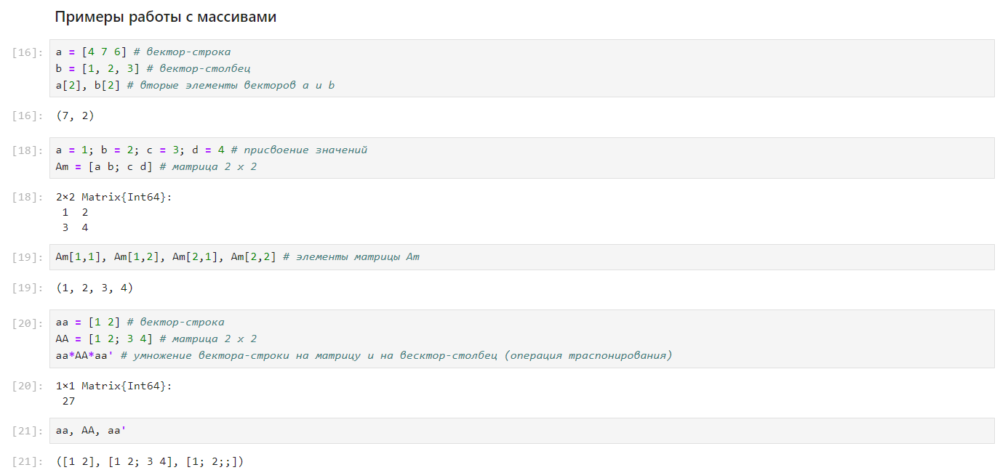 Примеры работы с массивами
[16]: a = [4 7 6] # вектор-строка
b = [1, 2, 3] # вектор-столбец
a[2], b[2] # вторые элементы векторов a и b
[16]: (7, 2)
[18]: a = 1; b = 2; c = 3; d = 4 # присвоение значений
Am = [a b; c d] # матрица 2 x 2
[18]: 2×2 Matrix{Int64}:
1 2
3 4
[19]: Am[1,1], Am[1,2], Am[2,1], Am[2,2] # элементы матрицы Am
[19]: (1, 2, 3, 4)
[20]: aa = [1 2] # вектор-строка
AA = [1 2; 3 4] # матрица 2 x 2
aa*AA*aa' # умножение вектора-строки на матрицу и на весктор-столбец (операция траспонирования)
[20]: 1×1 Matrix{Int64}:
27
[21]: aa, AA, aa'
[21]: ([1 2], [1 2; 3 4], [1; 2;;])